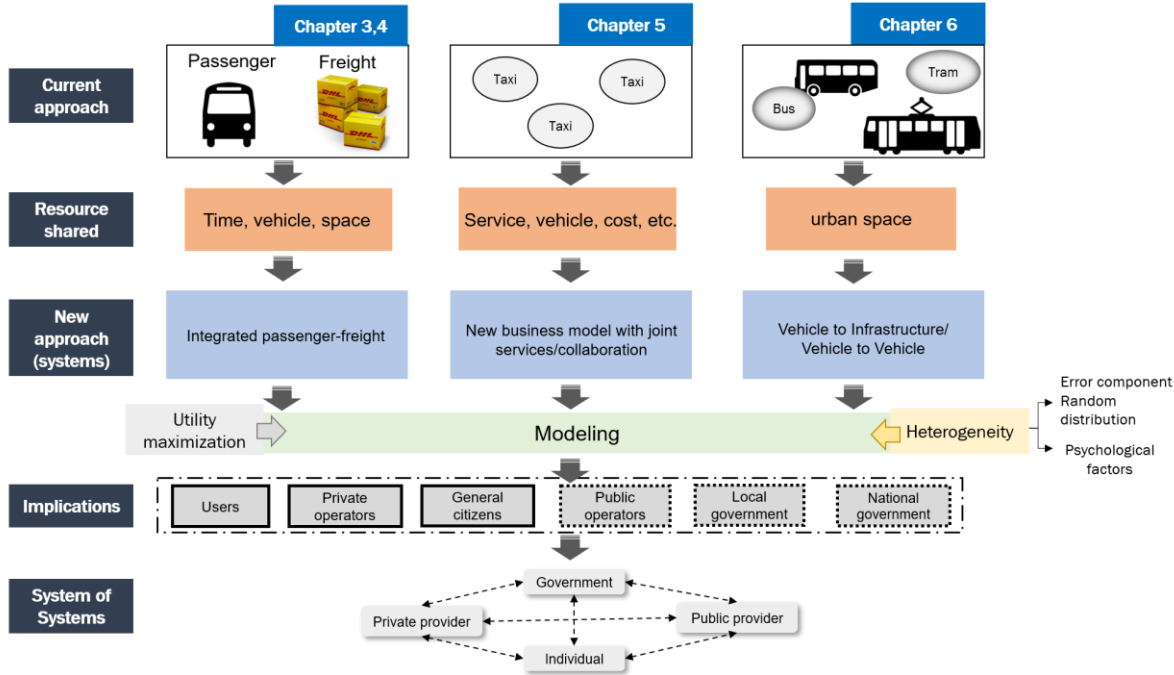 Chapter 3,4
Chapter 5
Chapter 6
Current
approach
Passenger
Freight
DHL
DHL
DHL
DHL
Taxi
Taxi
Taxi
Bus
Tram
Resource
shared
Time, vehicle, space
Service, vehicle, cost, etc.
urban space
New
approach
(systems)
Integrated passenger-freight
New business model with joint
services/collaboration
Vehicle to Infrastructure/
Vehicle to Vehicle
Utility
maximization
Modeling
Heterogeneity
Error component
Random
distribution
Psychological
factors
Implications
Users
Private
operators
General
citizens
Public
operators
Local
government
National
government
System of
Systems
Government
Private provider
Public provider
Individual